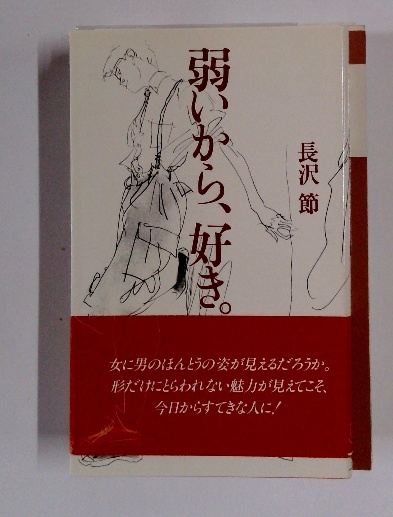 弱いから、好き。
長沢 節
女に男のほんとうの姿が見えるだろうか。
形だけにとらわれない魅力が見えてこそ、
今日からすてきな人に!